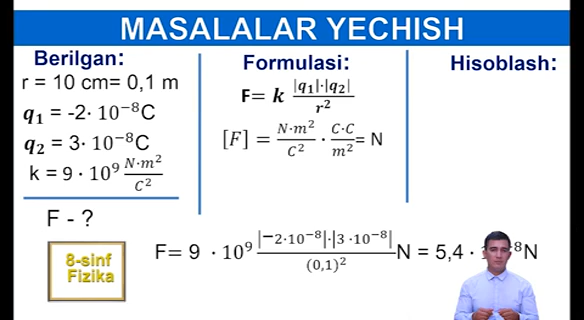 MASALALAR YECHISH
Berilgan:
r = 10 cm= 0,1 m
q₁ = -2· 10⁻⁸C
q₂ = 3· 10⁻⁸C
k = 9 · 10⁹ N·m²/C²
F - ?
8-sinf
Fizika
Formulasi:
F= k |q₁|·|q₂|/r²
[F] = N·m²/C² · C·C/m² = N
Hisoblash:
F= 9 · 10⁹ |−2·10⁻⁸|·|3 ·10⁻⁸|/(0,1)² N = 5,4 · ⁸N